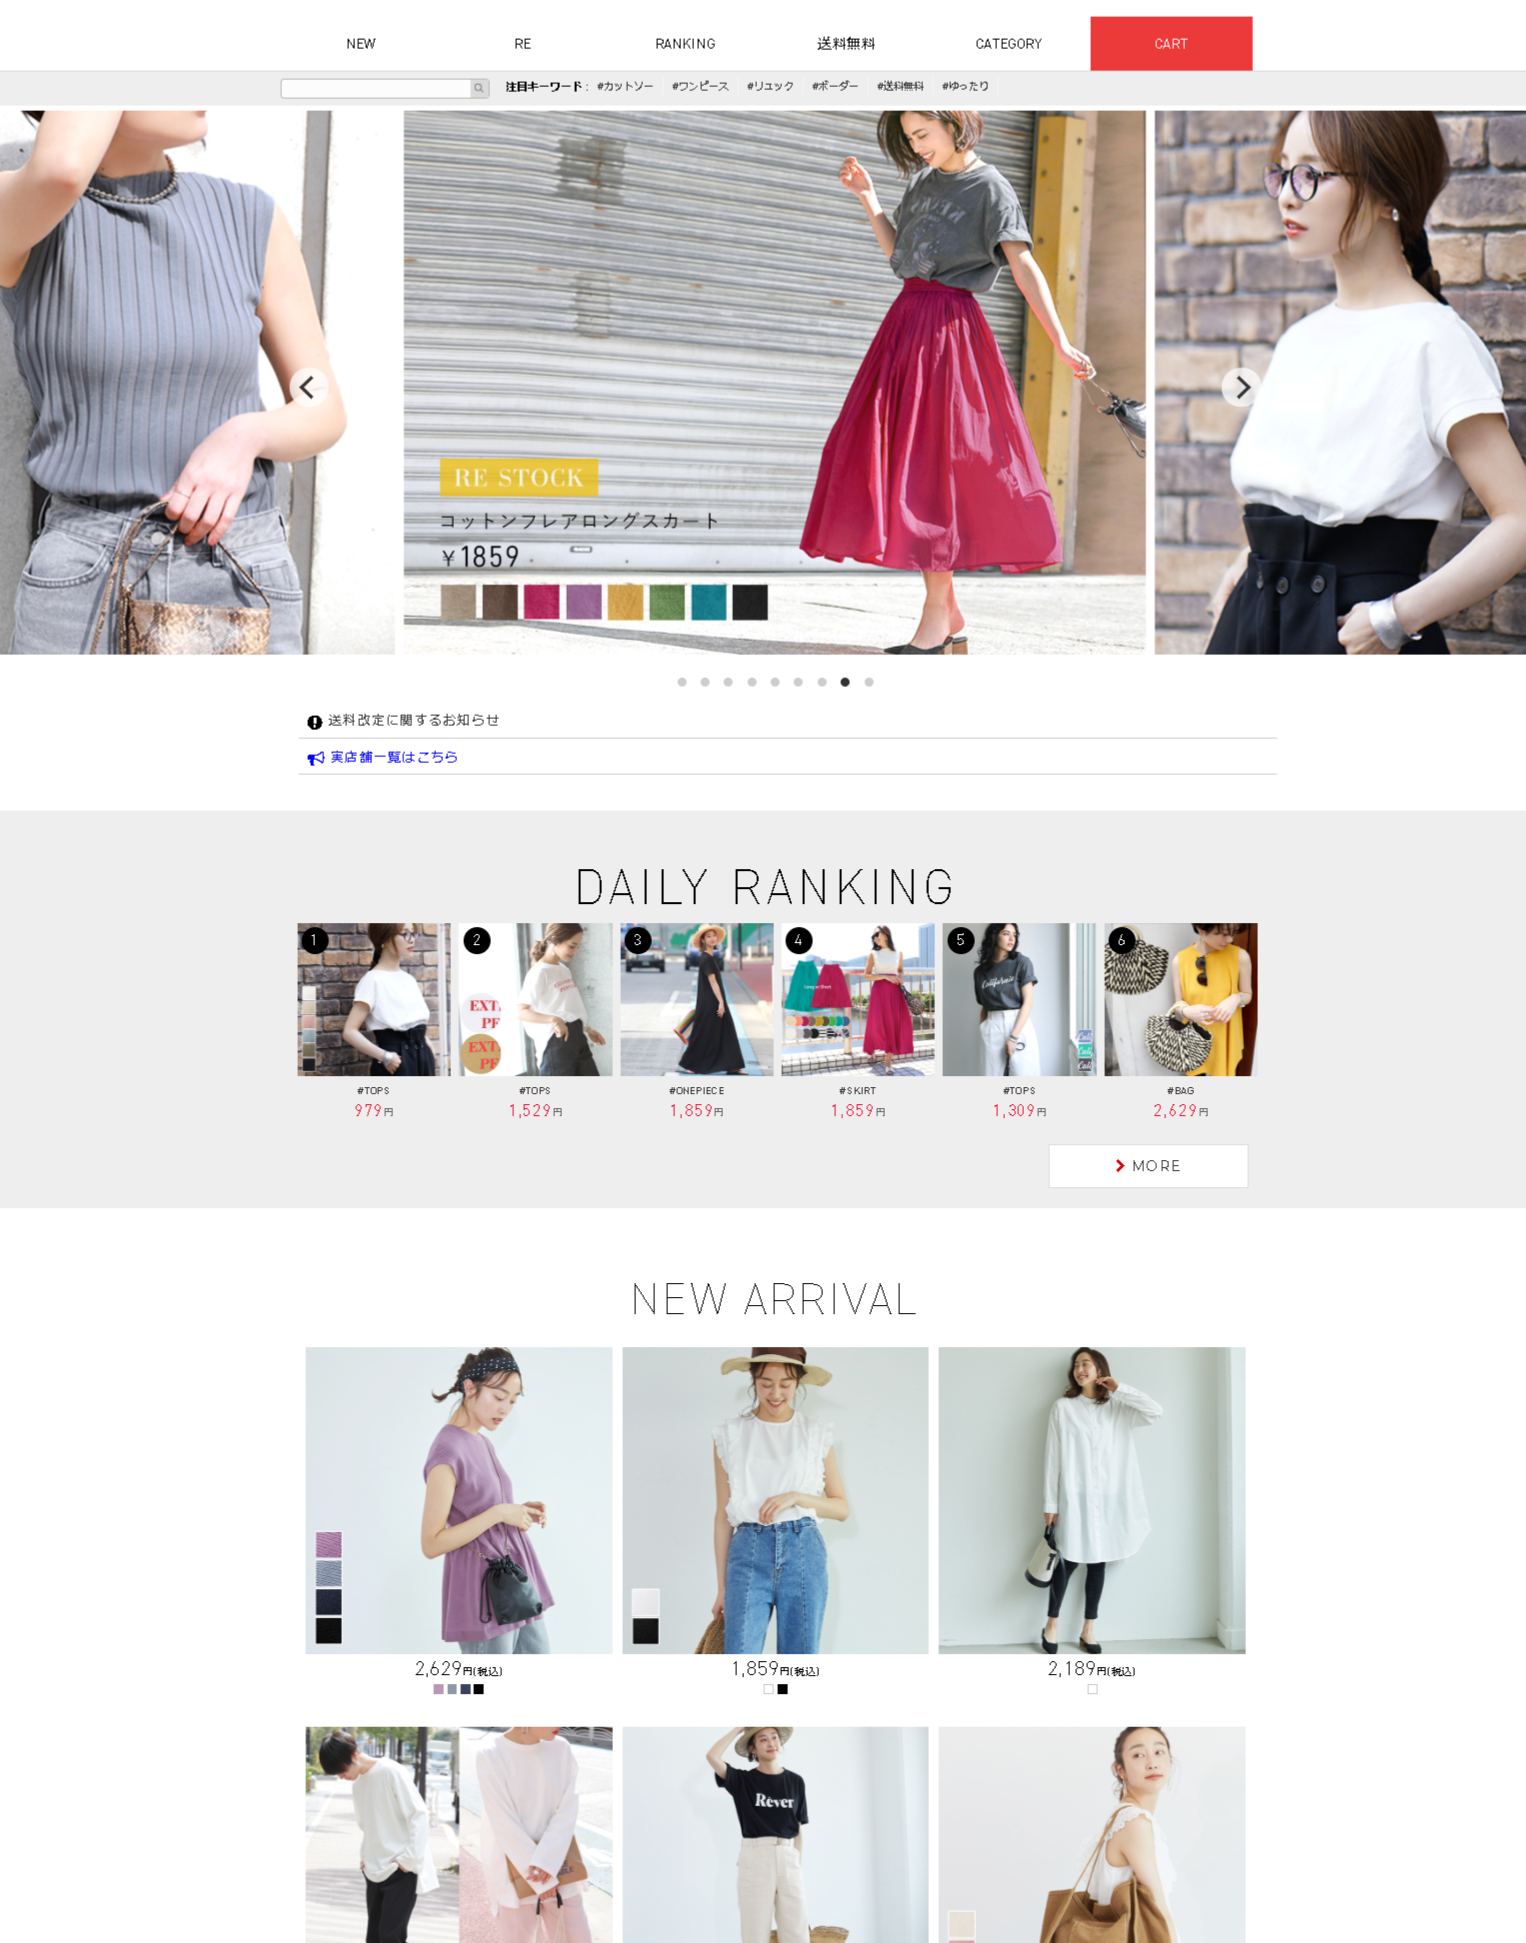 NEW RE RANKING 送料無料 CATEGORY CART
注目キーワード : #カットソー #ワンピース #リュック #ボーダー #送料無料 #ゆったり
RE STOCK
コットンフレアロングスカート
¥1859
送料改定に関するお知らせ
実店舗一覧はこちら
DAILY RANKING
1 2 3 4 5 6
#TOPS #TOPS #ONEPIECE #SKIRT #TOPS #BAG
979円 1,529円 1,859円 1,859円 1,309円 2,629円
MORE
NEW ARRIVAL
2,629円(税込) 1,859円(税込) 2,189円(税込)
Rêver